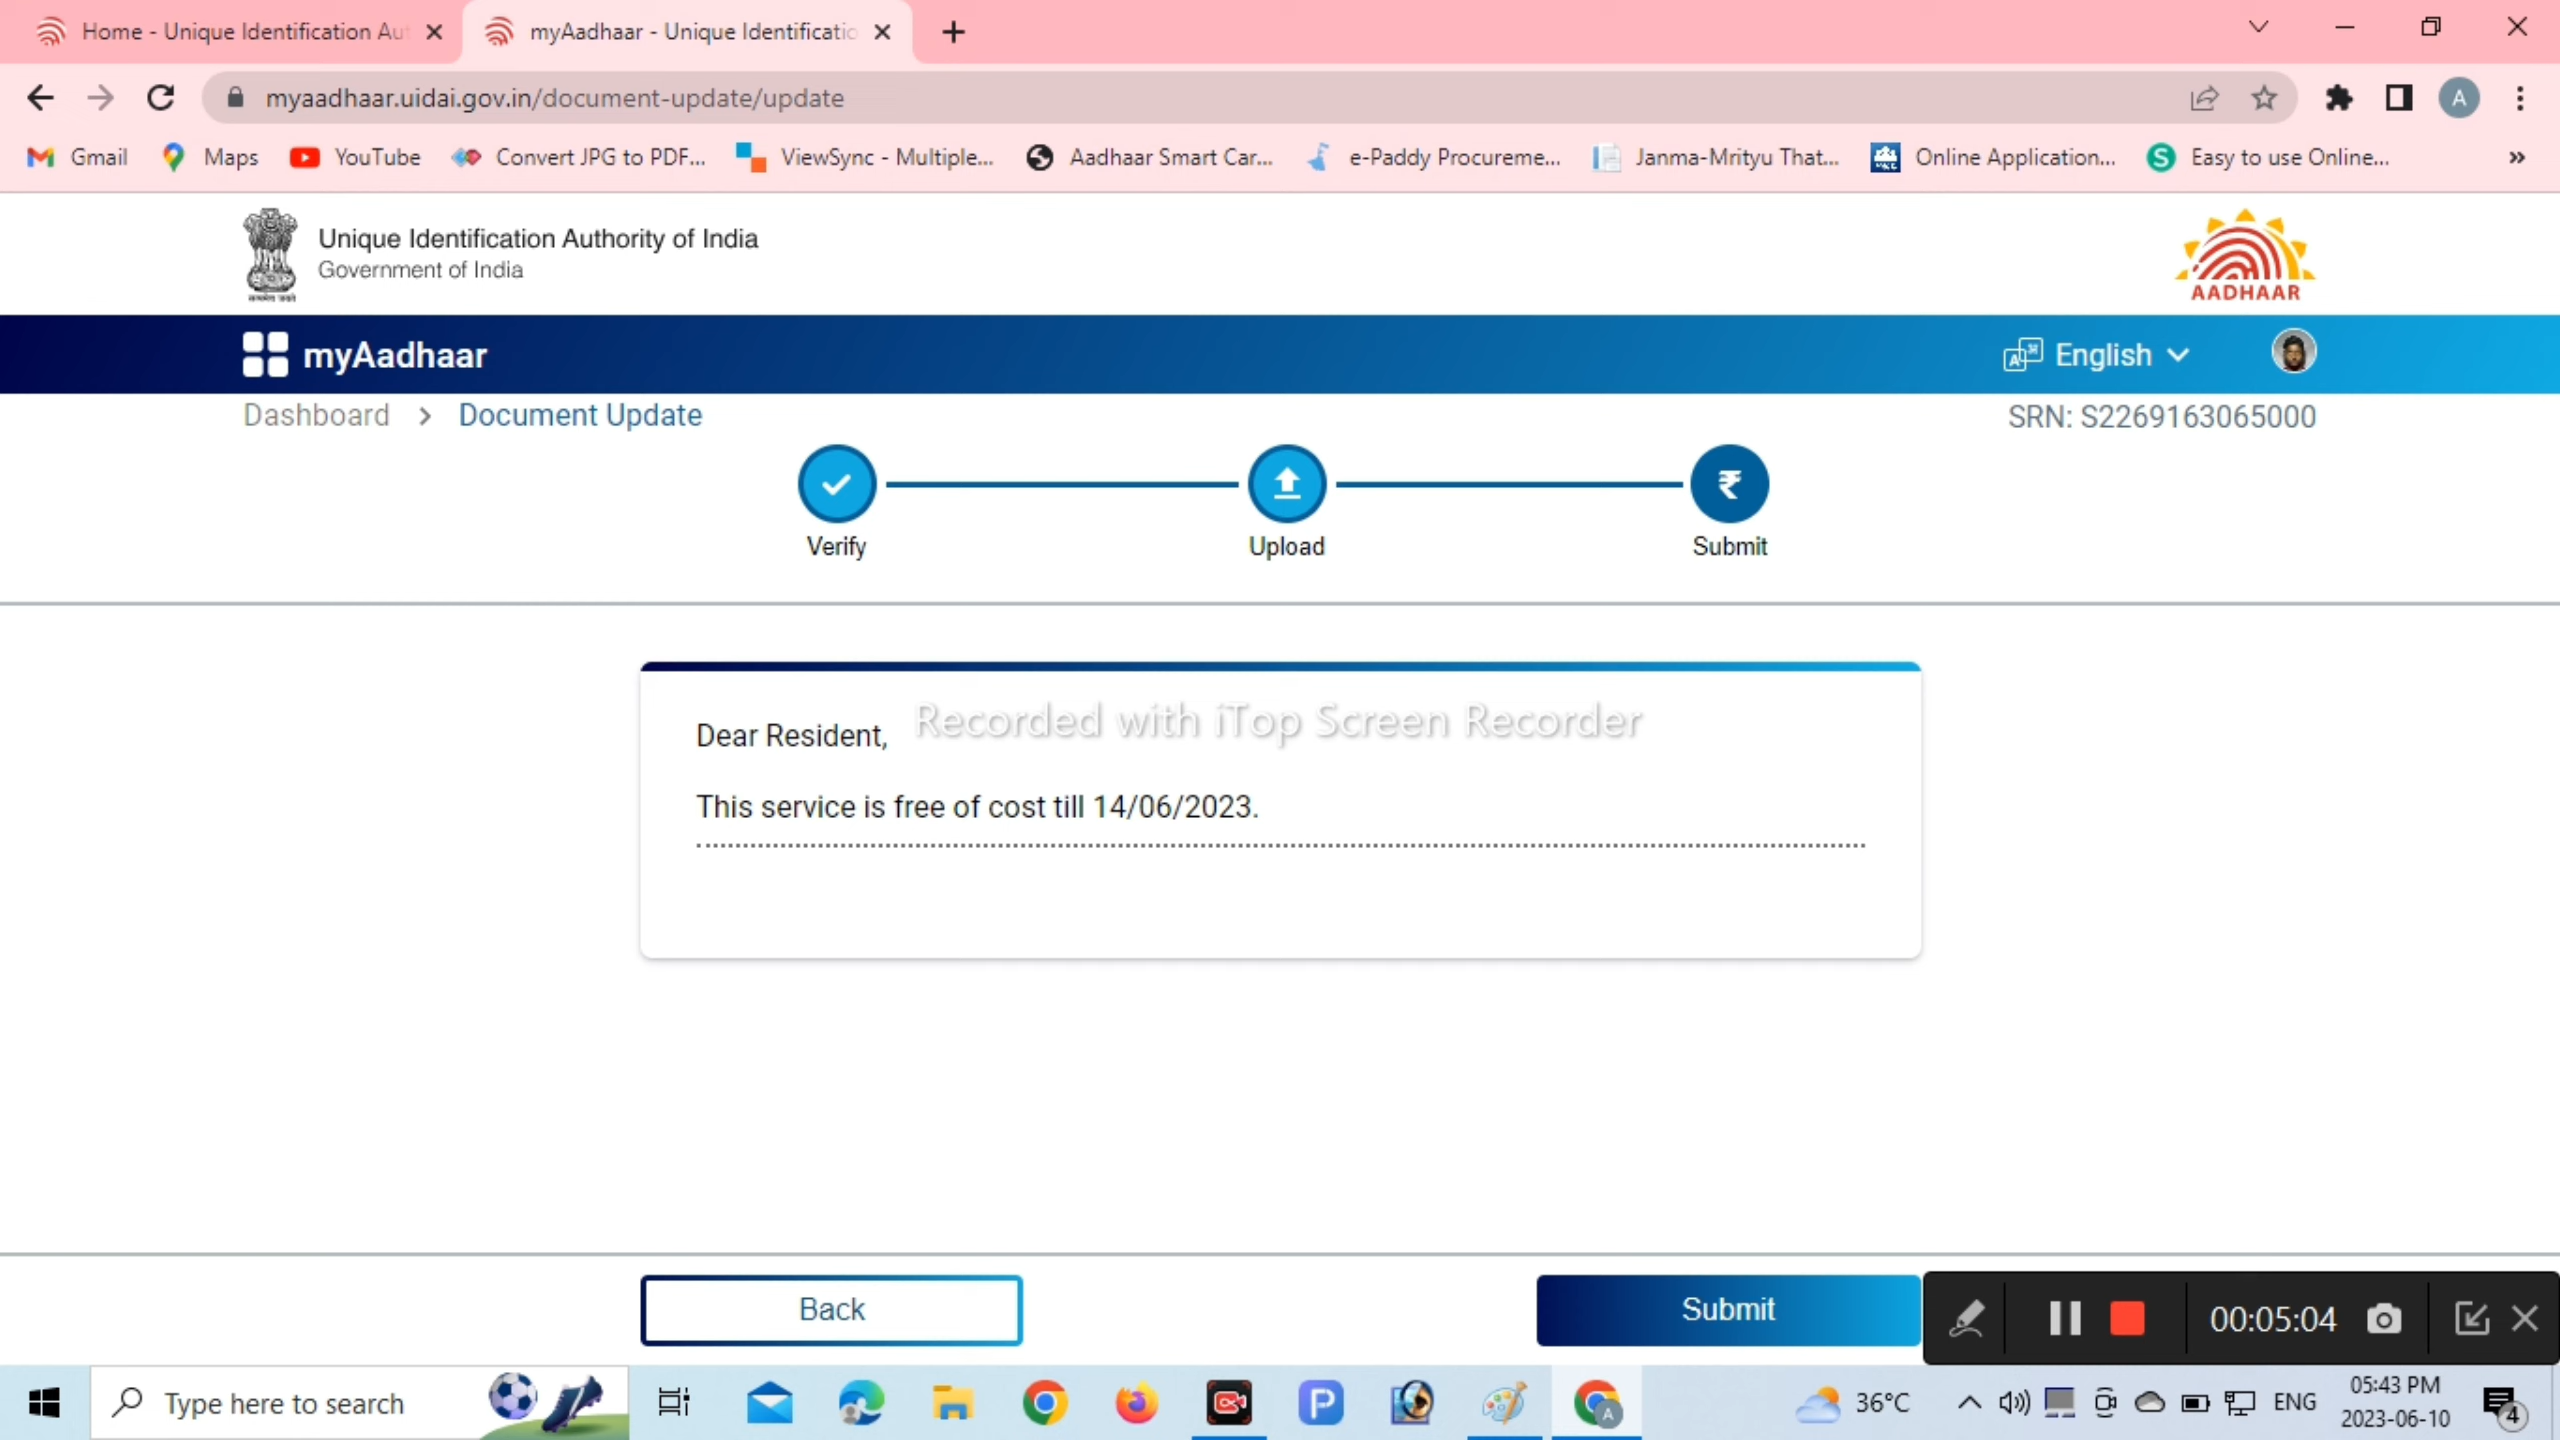 Home - Unique Identification Au
myAadhaar - Unique Identificatio
myaadhaar.uidai.gov.in/document-update/update
A
Gmail
Maps
YouTube
Convert JPG to PDF...
ViewSync - Multiple...
Aadhaar Smart Car...
e-Paddy Procureme...
Janma-Mrityu That...
Online Application...
Easy to use Online...
»
Unique Identification Authority of India
Government of India
AADHAAR
myAadhaar
English
Dashboard > Document Update
SRN: S2269163065000
Verify
Upload
Submit
Recorded with iTop Screen Recorder
Dear Resident,
This service is free of cost till 14/06/2023.
Back
Submit
00:05:04
Type here to search
36°C
ENG
05:43 PM
2023-06-10
4